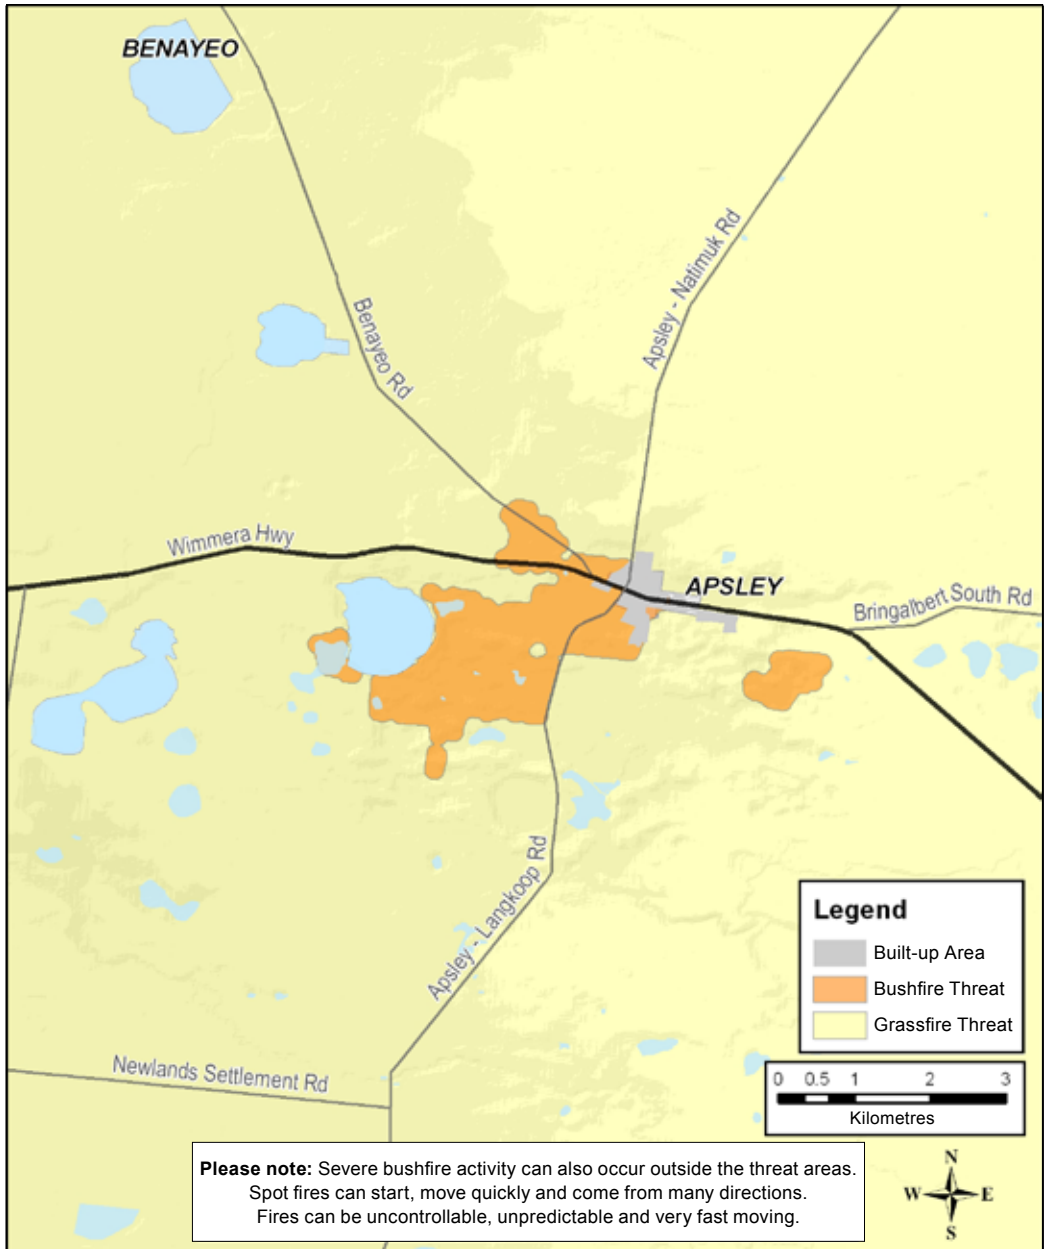 BENAYEO
Apsley - Natimuk Rd
Benayeo Rd
Wimmera Hwy
APSLEY
Bringalbert South Rd
Apsley - Langkoop Rd
Newlands Settlement Rd
Legend
Built-up Area
Bushfire Threat
Grassfire Threat
0 0.5 1 2 3
Kilometres
Please note: Severe bushfire activity can also occur outside the threat areas.
Spot fires can start, move quickly and come from many directions.
Fires can be uncontrollable, unpredictable and very fast moving.
N
W E
S